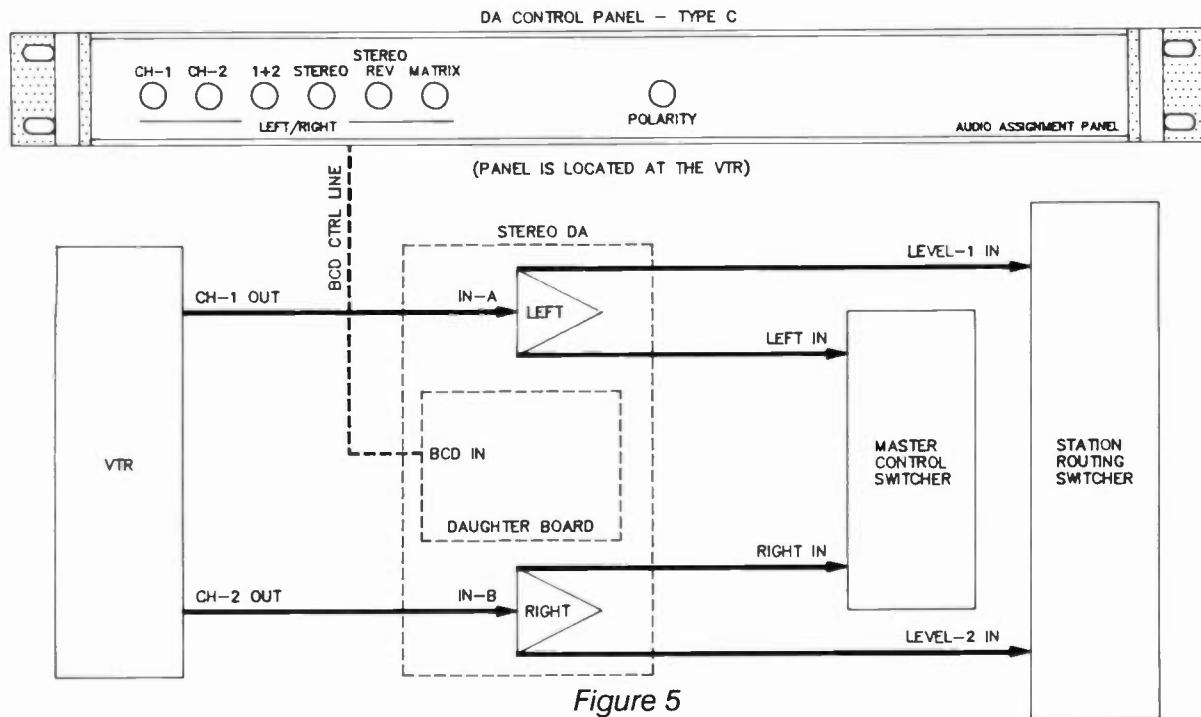 DA CONTROL PANEL – TYPE C
STEREO
CH-1 CH-2 1+2 STEREO REV MATRIX
LEFT/RIGHT
POLARITY
AUDIO ASSIGNMENT PANEL
(PANEL IS LOCATED AT THE VTR)
BCD CTRL LINE
STEREO DA
LEVEL-1 IN
CH-1 OUT
IN-A
LEFT
LEFT IN
VTR
BCD IN
MASTER
CONTROL
SWITCHER
STATION
ROUTING
SWITCHER
DAUGHTER BOARD
RIGHT IN
CH-2 OUT
IN-B
RIGHT
LEVEL-2 IN
Figure 5